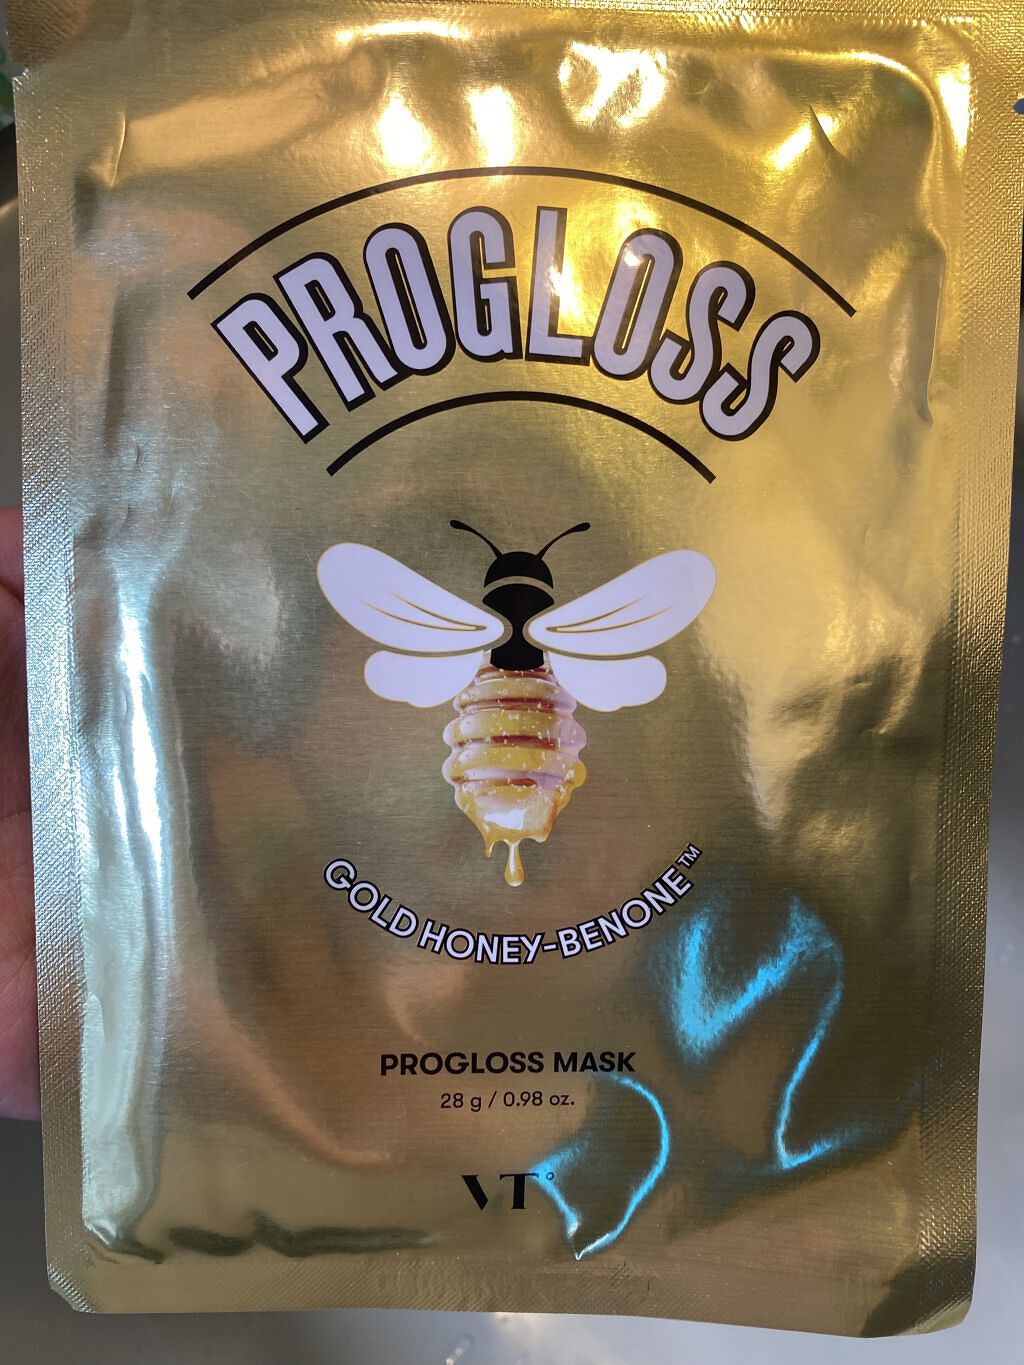 PROGLOSS
GOLD HONEY-BENONE™
PROGLOSS MASK
28 g / 0.98 oz.
VT°